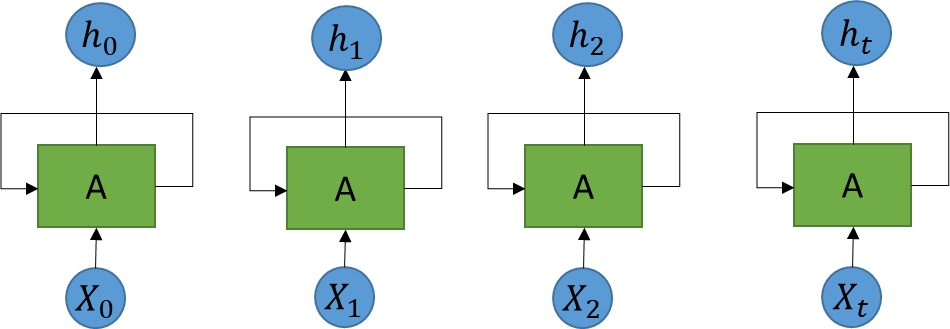 h₀ h₁ h₂ hₜ
A A A A
X₀ X₁ X₂ Xₜ